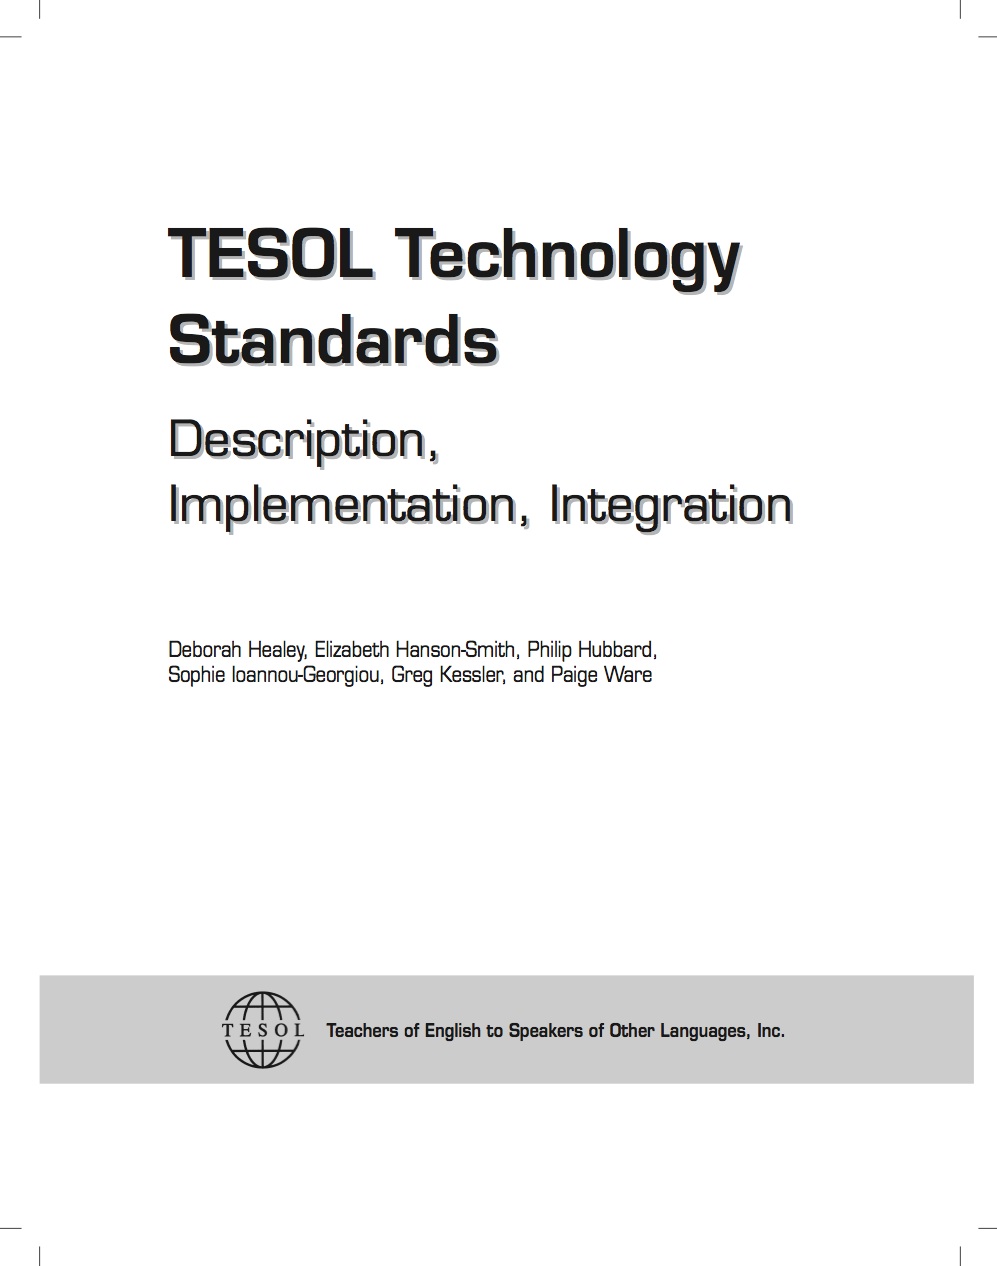 TESOL Technology
Standards
Description,
Implementation, Integration
Deborah Healey, Elizabeth Hanson-Smith, Philip Hubbard,
Sophie Ioannou-Georgiou, Greg Kessler, and Paige Ware
TESOL
Teachers of English to Speakers of Other Languages, Inc.